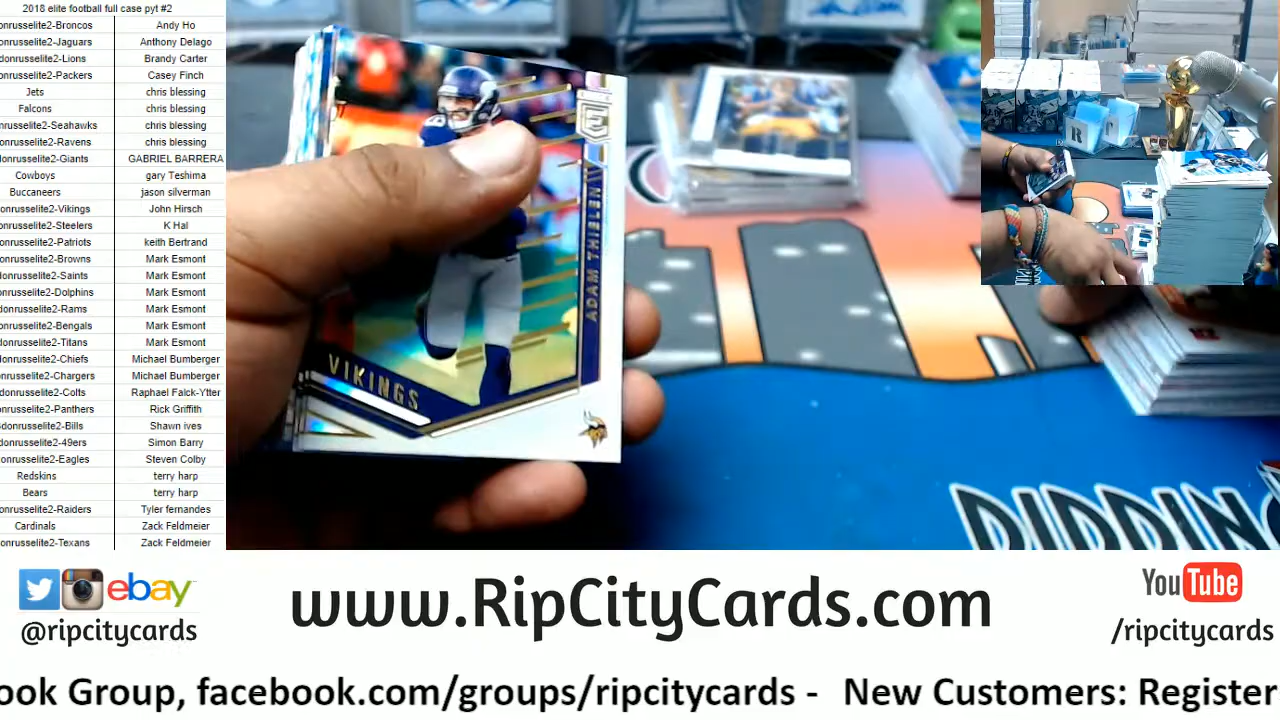 2018 elite football full case pyt #2
onrusselite2-Broncos Andy Ho
onrusselite2-Jaguars Anthony Delago
donrusselite2-Lions Brandy Carter
onrusselite2-Packers Casey Finch
Jets chris blessing
Falcons chris blessing
nrusselite2-Seahawks chris blessing
onrusselite2-Ravens chris blessing
donrusselite2-Giants GABRIEL BARRERA
Cowboys gary Teshima
Buccaneers jason silverman
onrusselite2-Vikings John Hirsch
onrusselite2-Steelers K Hal
onrusselite2-Patriots keith Bertrand
onrusselite2-Browns Mark Esmont
onrusselite2-Saints Mark Esmont
onrusselite2-Dolphins Mark Esmont
donrusselite2-Rams Mark Esmont
onrusselite2-Bengals Mark Esmont
donrusselite2-Titans Mark Esmont
onrusselite2-Chiefs Michael Bumberger
onrusselite2-Chargers Michael Bumberger
donrusselite2-Colts Raphael Falck-Ytter
onrusselite2-Panthers Rick Griffith
donrusselite2-Bills Shawn ives
donrusselite2-49ers Simon Barry
onrusselite2-Eagles Steven Colby
Redskins terry harp
Bears terry harp
onrusselite2-Raiders Tyler fernandes
Cardinals Zack Feldmeier
onrusselite2-Texans Zack Feldmeier
E
ADAM THIELEN
VIKINGS
R
DIDDING
ebay
@ripcitycards
www.RipCityCards.com
YouTube
/ripcitycards
ook Group, facebook.com/groups/ripcitycards - New Customers: Register